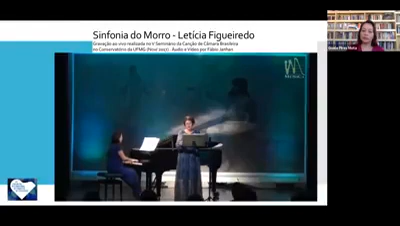 Sinfonia do Morro - Letícia Figueiredo
Gravação ao vivo realizada no V Seminário da Canção de Câmara Brasileira
no Conservatório da UFMG (Nov/ 2017) . Áudio e Vídeo por Fábio Janhan